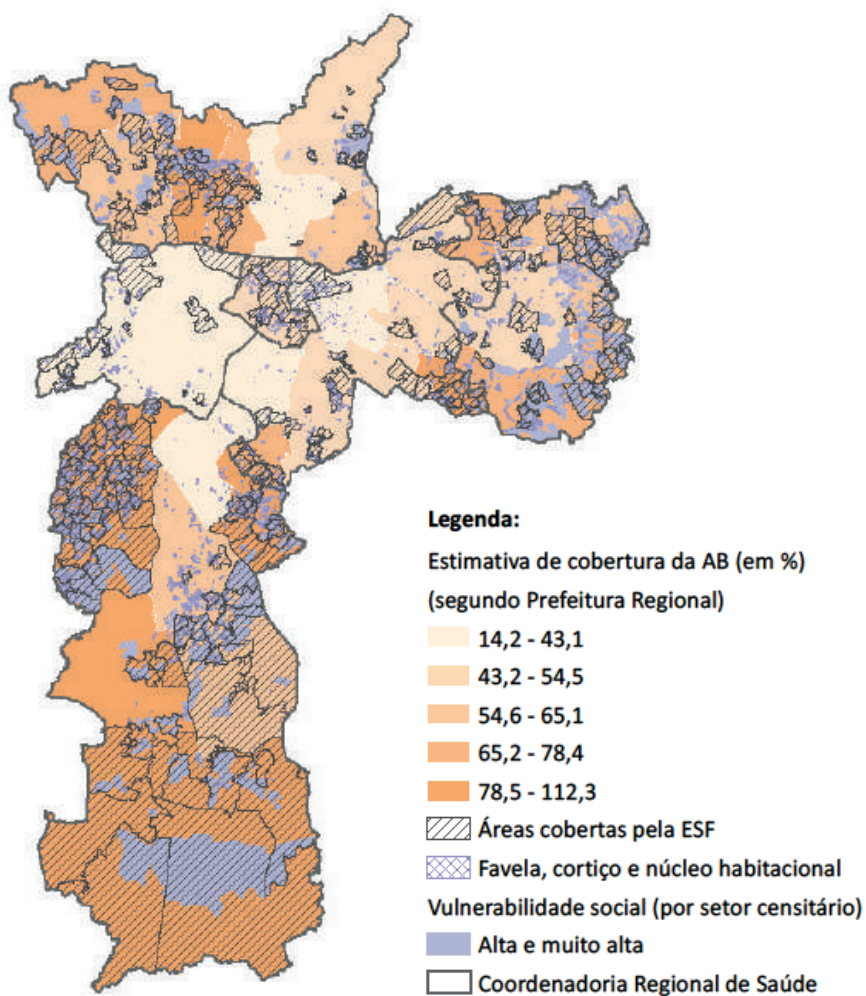 Legenda:
Estimativa de cobertura da AB (em %)
(segundo Prefeitura Regional)
14,2 - 43,1
43,2 - 54,5
54,6 - 65,1
65,2 - 78,4
78,5 - 112,3
Áreas cobertas pela ESF
Favela, cortiço e núcleo habitacional
Vulnerabilidade social (por setor censitário)
Alta e muito alta
Coordenadoria Regional de Saúde